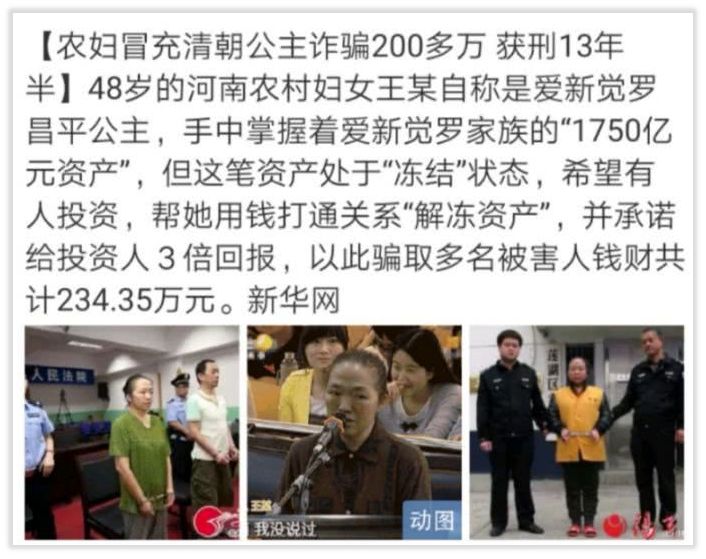 【农妇冒充清朝公主诈骗200多万 获刑13年
半】48岁的河南农村妇女王某自称是爱新觉罗
昌平公主，手中掌握着爱新觉罗家族的“1750亿
元资产”，但这笔资产处于“冻结”状态，希望有
人投资，帮她用钱打通关系“解冻资产”，并承诺
给投资人３倍回报，以此骗取多名被害人钱财共
计234.35万元。新华网
人民法院
我没说过
动图
莲湖区